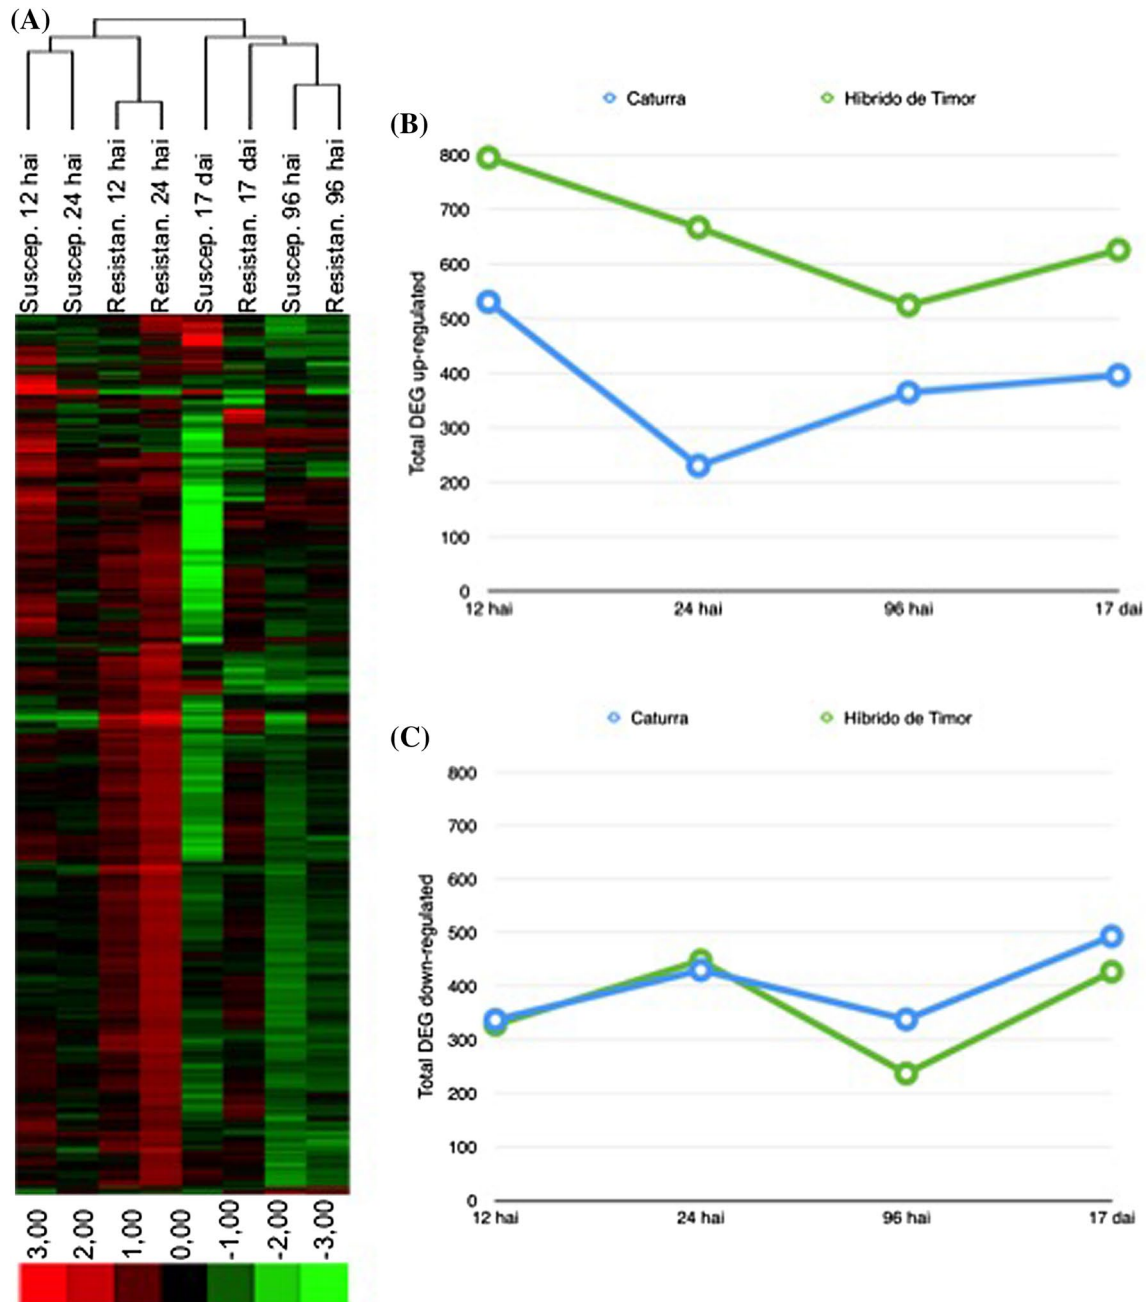 (A)
Suscep. 12 hai
Suscep. 24 hai
Resistan. 12 hai
Resistan. 24 hai
Suscep. 17 dai
Resistan. 17 dai
Suscep. 96 hai
Resistan. 96 hai
3,00
2,00
1,00
0,00
-1,00
-2,00
-3,00
(B)
Caturra
Híbrido de Timor
Total DEG up-regulated
800
700
600
500
400
300
200
100
0
12 hai
24 hai
96 hai
17 dai
(C)
Caturra
Híbrido de Timor
Total DEG down-regulated
800
700
600
500
400
300
200
100
0
12 hai
24 hai
96 hai
17 dai